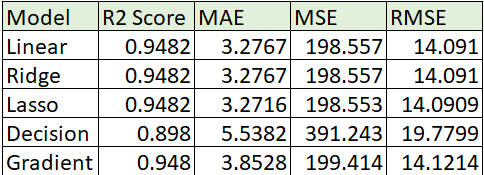 Model R2 Score MAE MSE RMSE
Linear 0.9482 3.2767 198.557 14.091
Ridge 0.9482 3.2767 198.557 14.091
Lasso 0.9482 3.2716 198.553 14.0909
Decision 0.898 5.5382 391.243 19.7799
Gradient 0.948 3.8528 199.414 14.1214